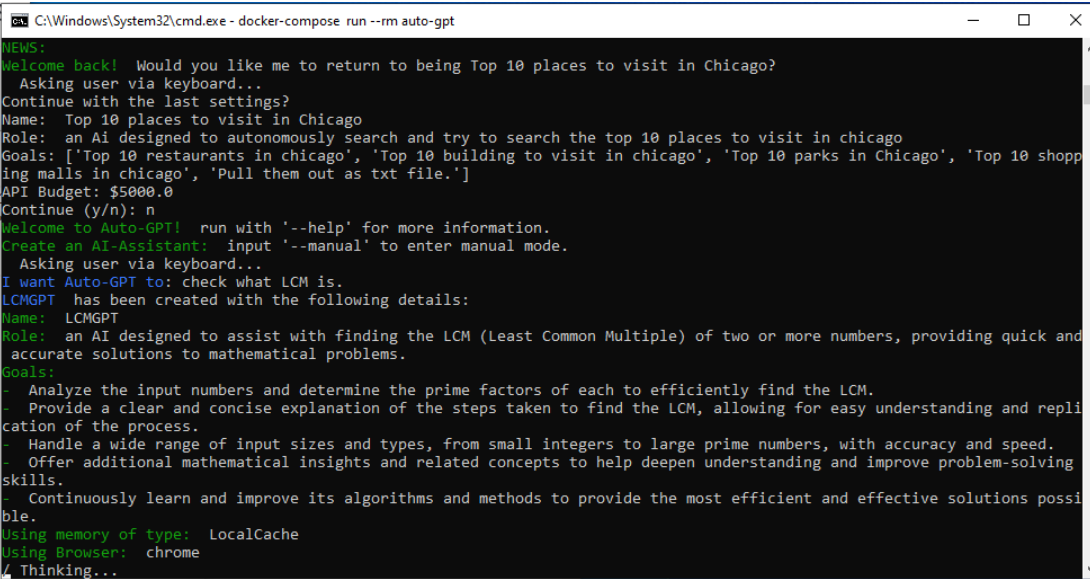 C:\Windows\System32\cmd.exe - docker-compose run --rm auto-gpt
NEWS:
Welcome back!  Would you like me to return to being Top 10 places to visit in Chicago?
  Asking user via keyboard...
Continue with the last settings?
Name:  Top 10 places to visit in Chicago
Role:  an Ai designed to autonomously search and try to search the top 10 places to visit in chicago
Goals: ['Top 10 restaurants in chicago', 'Top 10 building to visit in chicago', 'Top 10 parks in Chicago', 'Top 10 shopp
ing malls in chicago', 'Pull them out as txt file.']
API Budget: $5000.0
Continue (y/n): n
Welcome to Auto-GPT!  run with '--help' for more information.
Create an AI-Assistant:  input '--manual' to enter manual mode.
  Asking user via keyboard...
I want Auto-GPT to: check what LCM is.
LCMGPT  has been created with the following details:
Name:  LCMGPT
Role:  an AI designed to assist with finding the LCM (Least Common Multiple) of two or more numbers, providing quick and
 accurate solutions to mathematical problems.
Goals:
-  Analyze the input numbers and determine the prime factors of each to efficiently find the LCM.
-  Provide a clear and concise explanation of the steps taken to find the LCM, allowing for easy understanding and repli
cation of the process.
-  Handle a wide range of input sizes and types, from small integers to large prime numbers, with accuracy and speed.
-  Offer additional mathematical insights and related concepts to help deepen understanding and improve problem-solving
skills.
-  Continuously learn and improve its algorithms and methods to provide the most efficient and effective solutions possi
ble.
Using memory of type:  LocalCache
Using Browser:  chrome
/ Thinking...